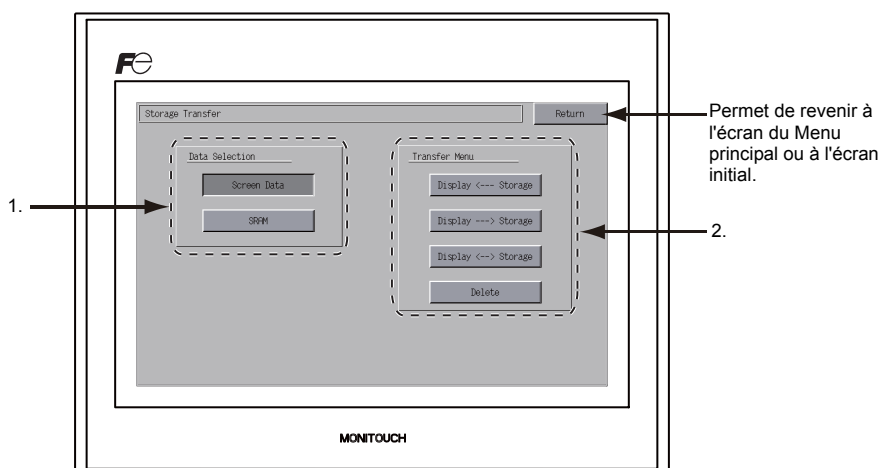 Fe
Storage Transfer
Return
Permet de revenir à
l'écran du Menu
principal ou à l'écran
initial.
Data Selection
Transfer Menu
Screen Data
Display <--- Storage
1.
SRAM
Display ---> Storage
2.
Display <--> Storage
Delete
MONITOUCH